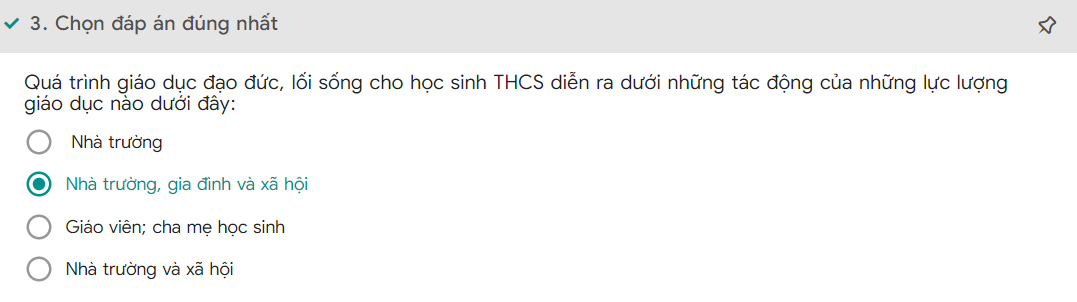 3. Chọn đáp án đúng nhất
Quá trình giáo dục đạo đức, lối sống cho học sinh THCS diễn ra dưới những tác động của những lực lượng
giáo dục nào dưới đây:
Nhà trường
Nhà trường, gia đình và xã hội
Giáo viên; cha mẹ học sinh
Nhà trường và xã hội